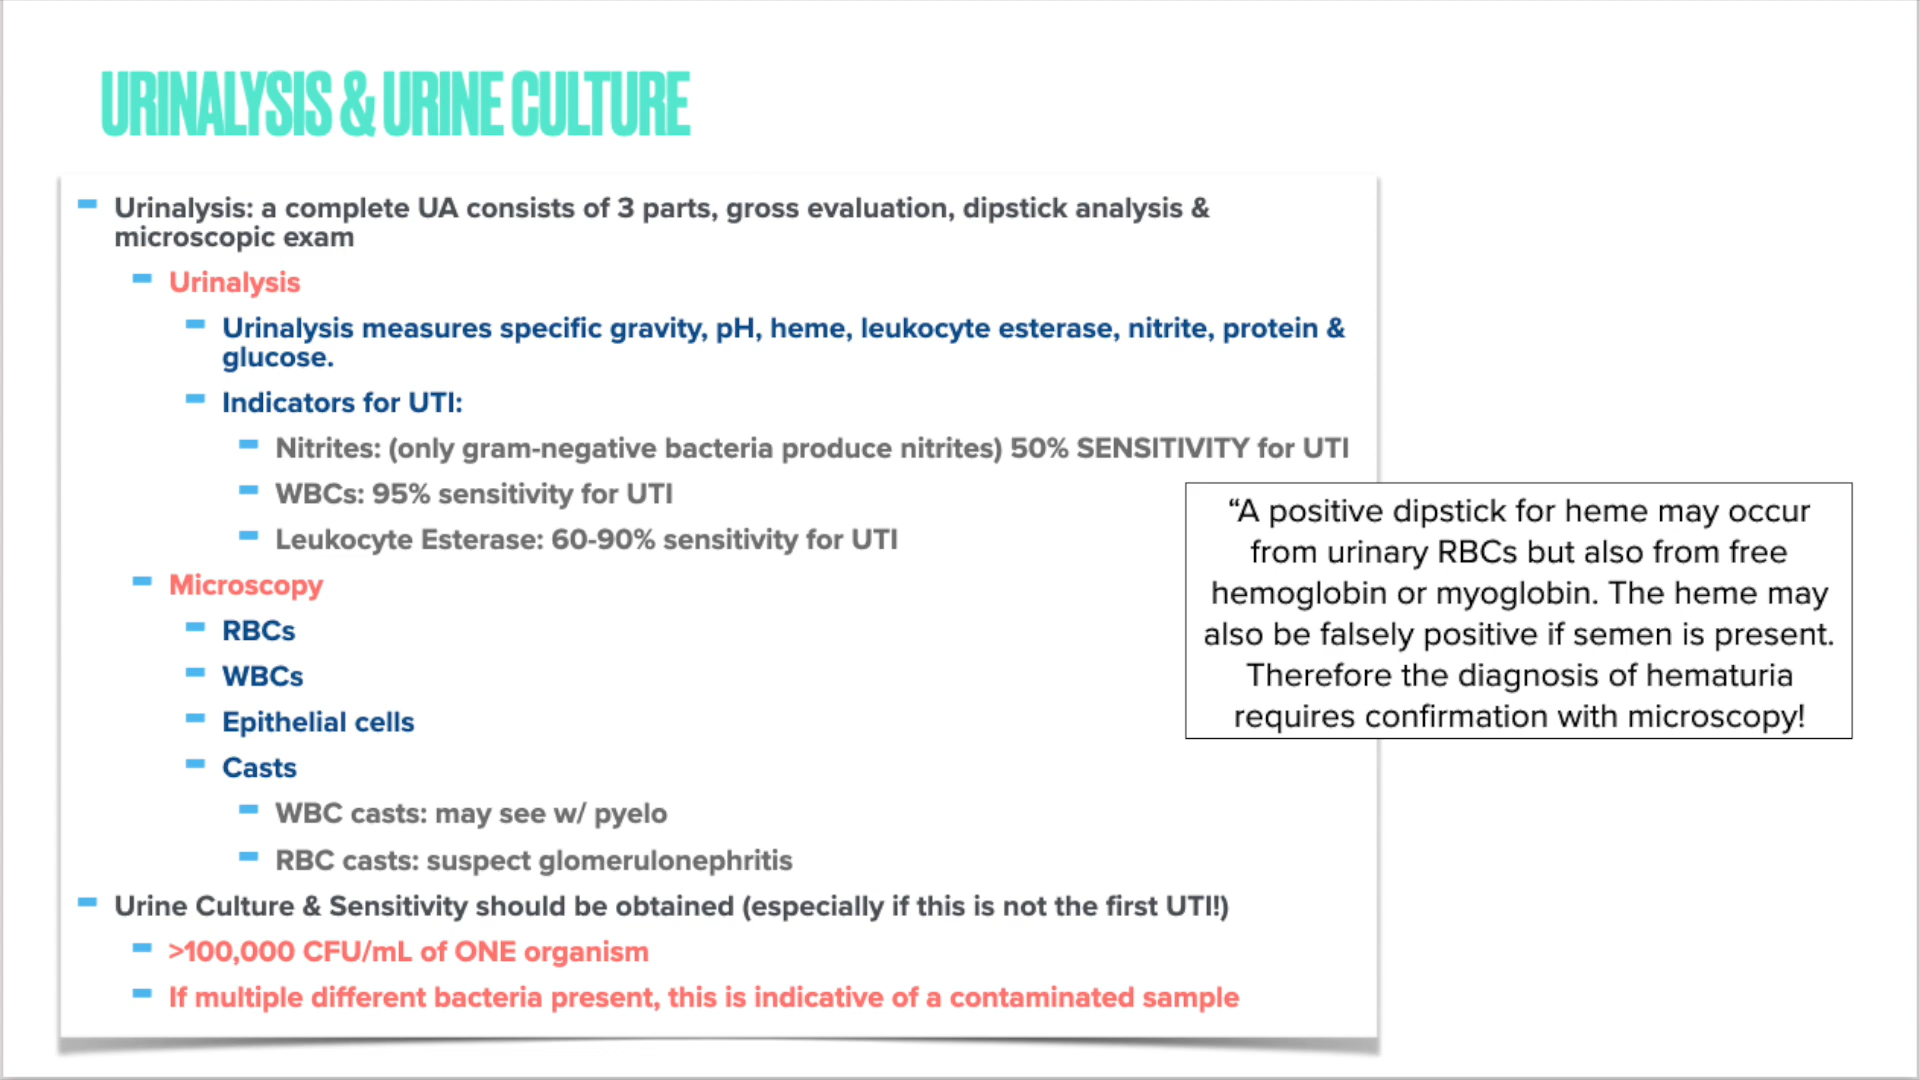 URINALYSIS & URINE CULTURE
Urinalysis: a complete UA consists of 3 parts, gross evaluation, dipstick analysis &
microscopic exam
Urinalysis
Urinalysis measures specific gravity, pH, heme, leukocyte esterase, nitrite, protein &
glucose.
Indicators for UTI:
Nitrites: (only gram-negative bacteria produce nitrites) 50% SENSITIVITY for UTI
WBCs: 95% sensitivity for UTI
Leukocyte Esterase: 60-90% sensitivity for UTI
Microscopy
RBCs
WBCs
Epithelial cells
Casts
WBC casts: may see w/ pyelo
RBC casts: suspect glomerulonephritis
Urine Culture & Sensitivity should be obtained (especially if this is not the first UTI!)
>100,000 CFU/mL of ONE organism
If multiple different bacteria present, this is indicative of a contaminated sample
“A positive dipstick for heme may occur
from urinary RBCs but also from free
hemoglobin or myoglobin. The heme may
also be falsely positive if semen is present.
Therefore the diagnosis of hematuria
requires confirmation with microscopy!